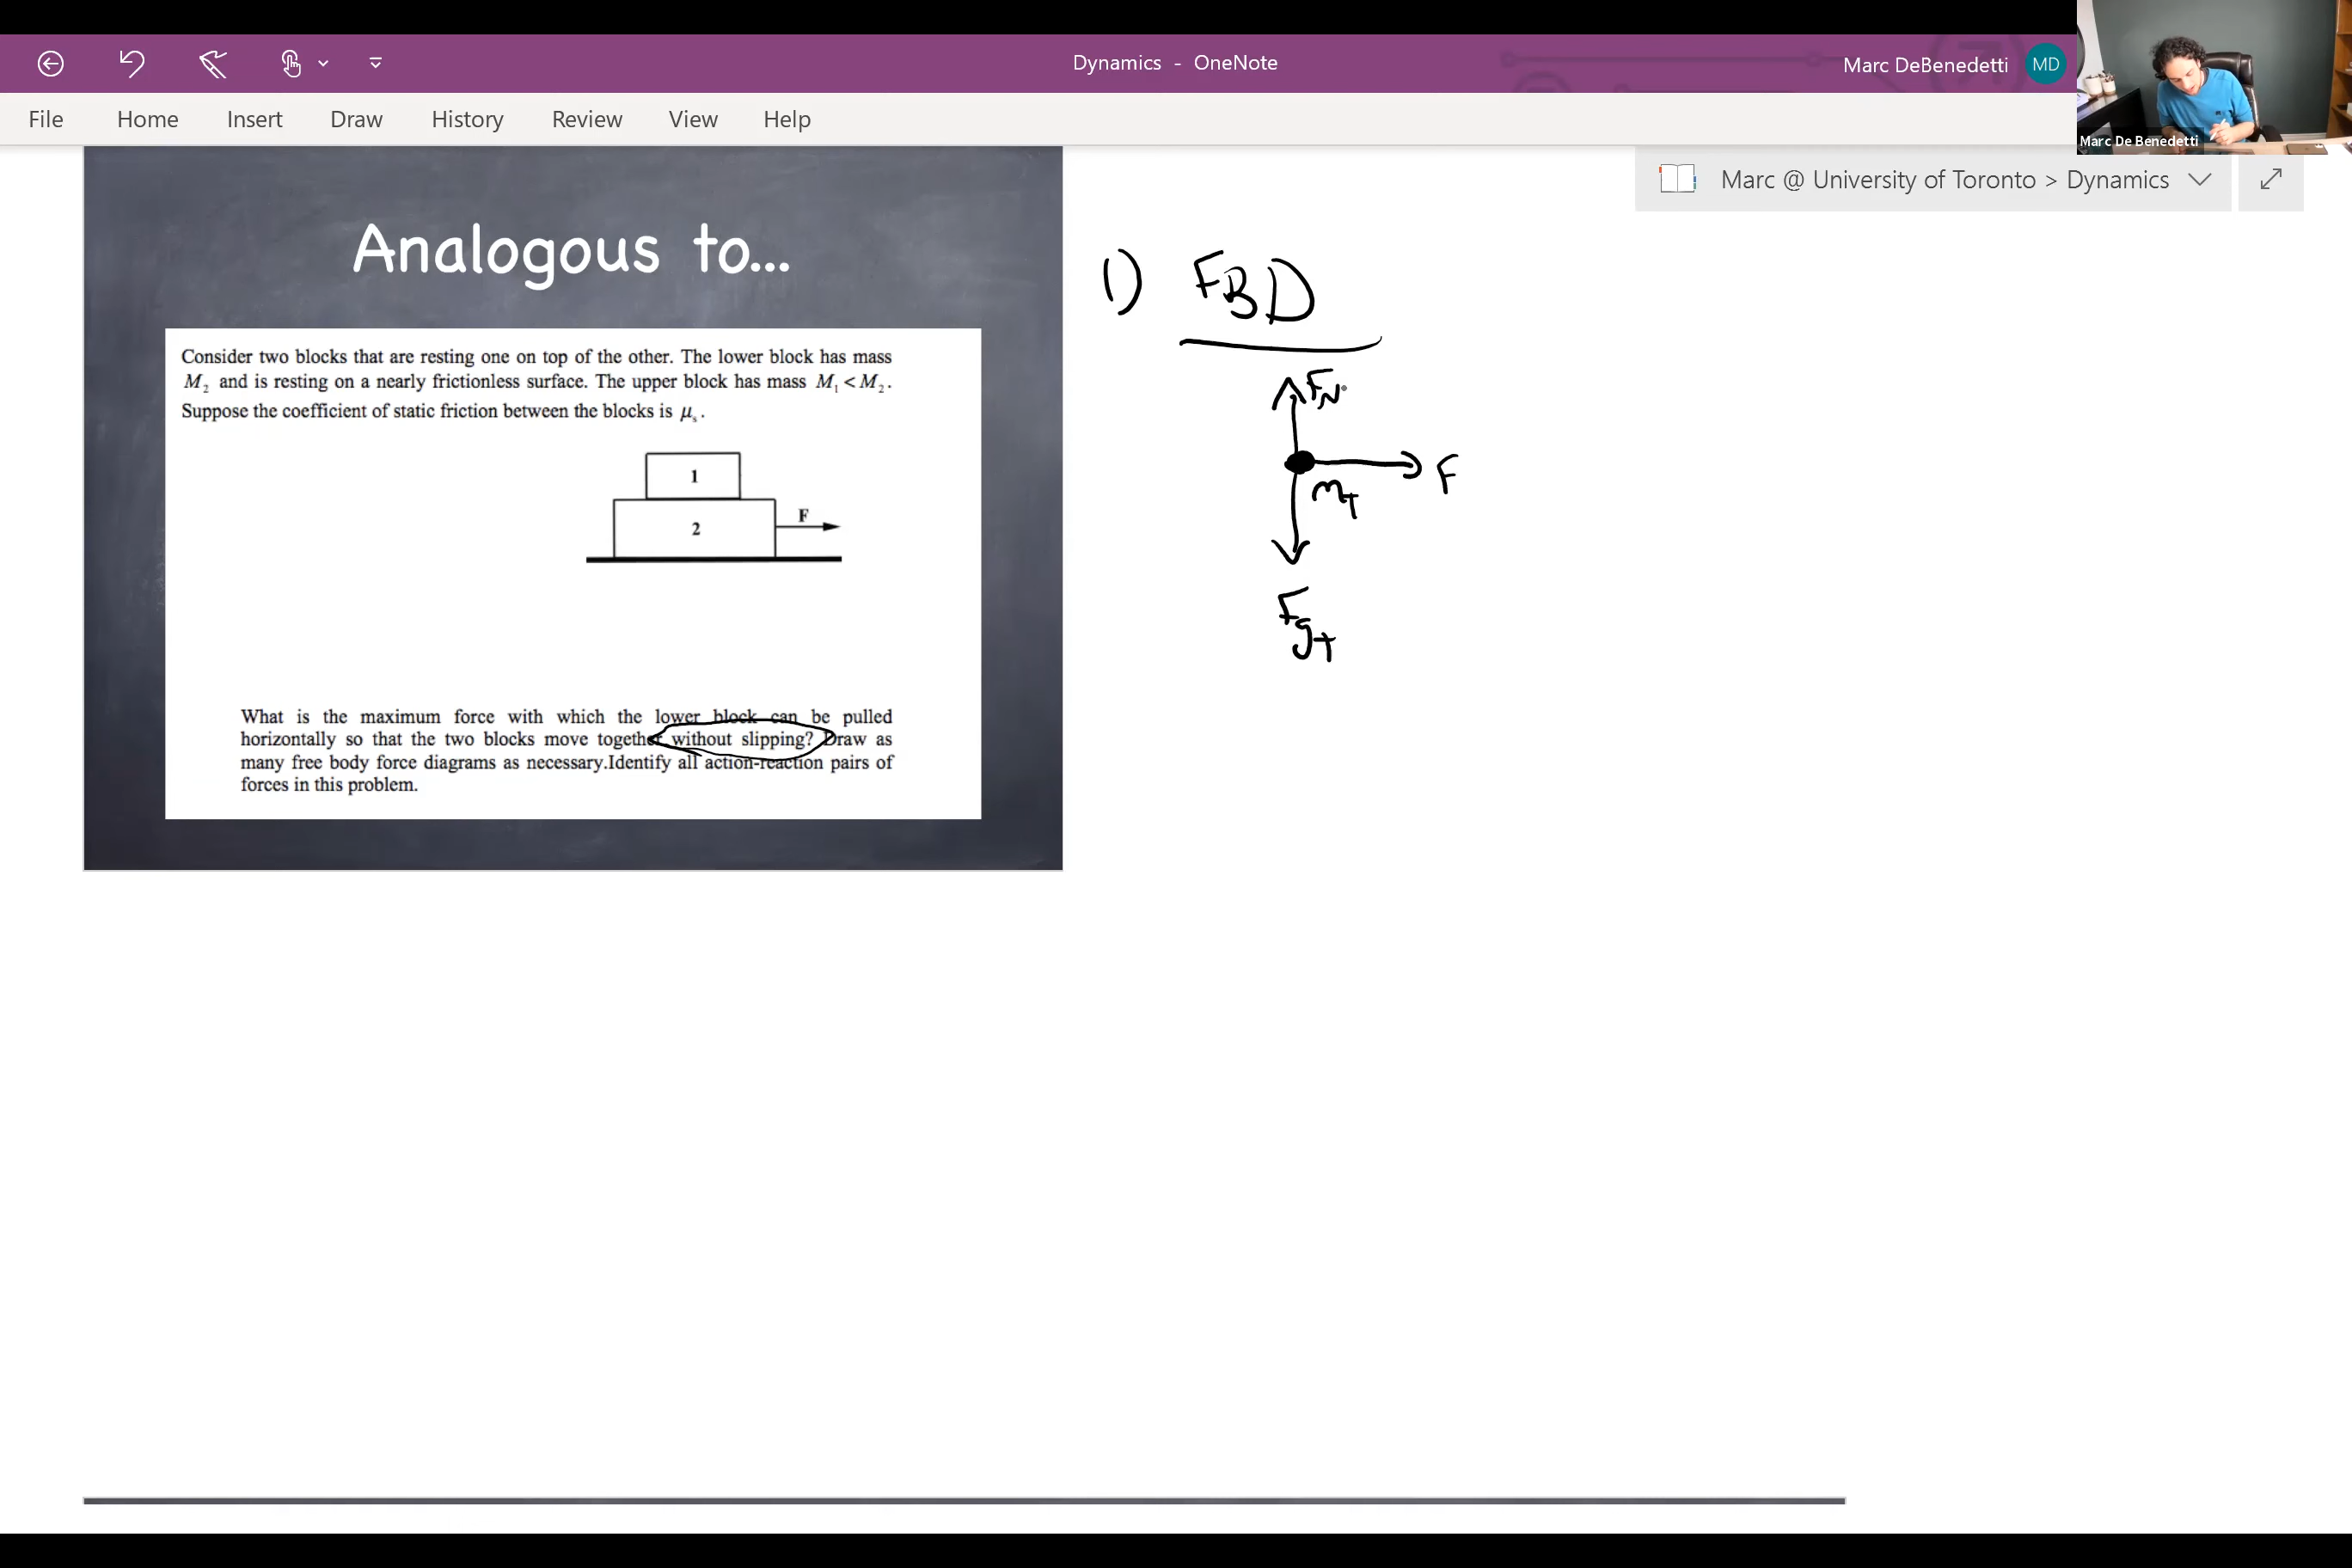 Dynamics - OneNote
Marc DeBenedetti MD
Marc De Benedetti
File Home Insert Draw History Review View Help
Marc @ University of Toronto > Dynamics
Analogous to...
Consider two blocks that are resting one on top of the other. The lower block has mass
M₂ and is resting on a nearly frictionless surface. The upper block has mass M₁ < M₂.
Suppose the coefficient of static friction between the blocks is μₛ.
1
2
F
What is the maximum force with which the lower block can be pulled
horizontally so that the two blocks move together without slipping? Draw as
many free body force diagrams as necessary.Identify all action-reaction pairs of
forces in this problem.
1) FBD
FN
F
mT
FgT